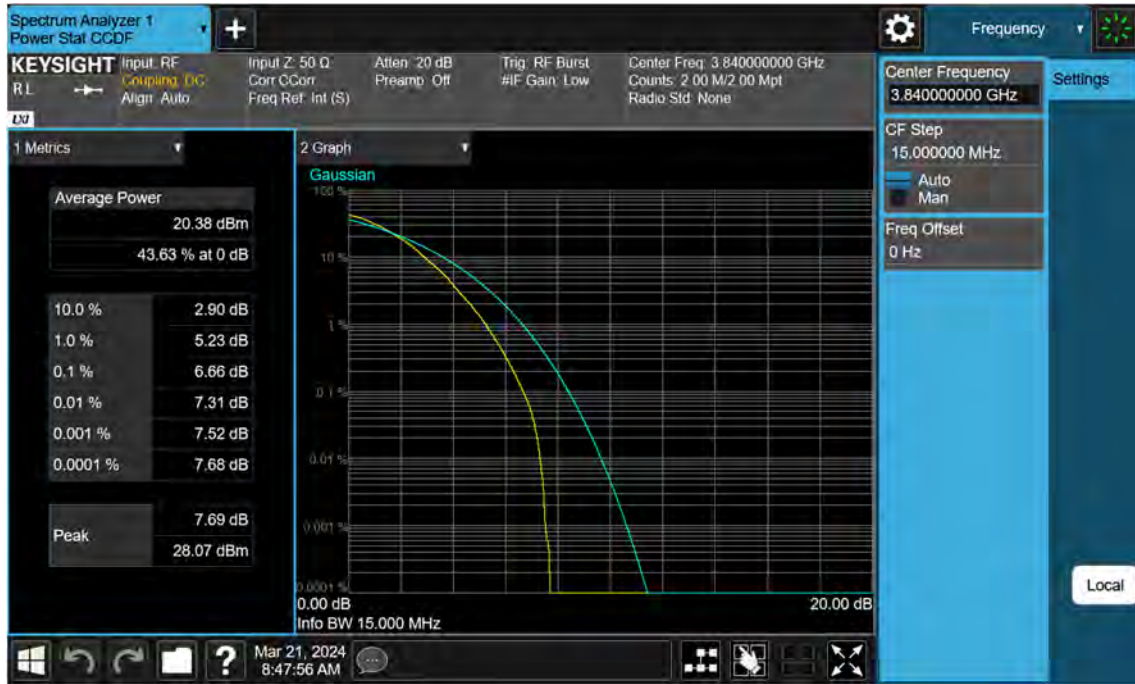 Spectrum Analyzer 1
Power Stat CCDF
+
Frequency
KEYSIGHT
RL
LXI
Input: RF
Coupling: DC
Align: Auto
Input Z: 50 Ω
Corr CCorr
Freq Ref: Int (S)
Atten: 20 dB
Preamp: Off
Trig: RF Burst
#IF Gain: Low
Center Freq: 3.840000000 GHz
Counts: 2.00 M/2.00 Mpt
Radio Std: None
Center Frequency
3.840000000 GHz
Settings
CF Step
15.000000 MHz
Auto
Man
Freq Offset
0 Hz
1 Metrics
Average Power
20.38 dBm
43.63 % at 0 dB
10.0 % 2.90 dB
1.0 % 5.23 dB
0.1 % 6.66 dB
0.01 % 7.31 dB
0.001 % 7.52 dB
0.0001 % 7.68 dB
Peak
7.69 dB
28.07 dBm
2 Graph
Gaussian
100 %
10 %
1 %
0.1 %
0.01 %
0.001 %
0.0001 %
0.00 dB 20.00 dB
Info BW 15.000 MHz
Local
?
Mar 21, 2024
8:47:56 AM